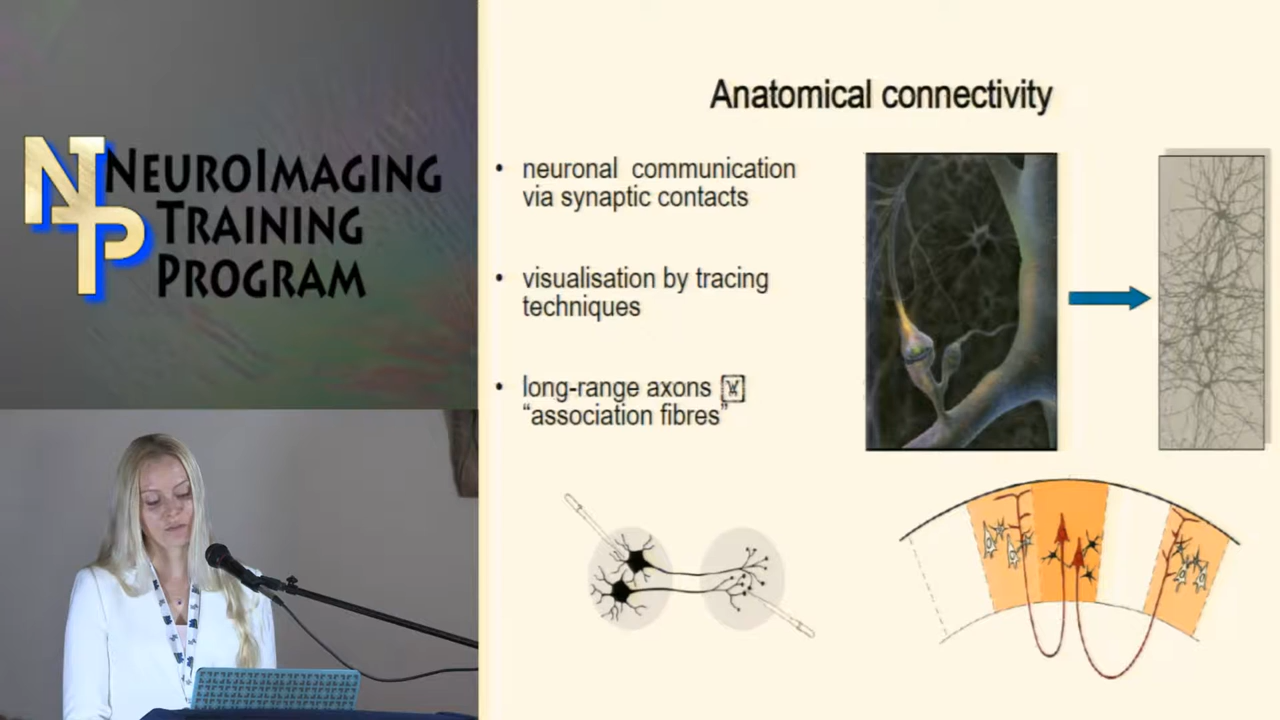 NEUROIMAGING
TRAINING
PROGRAM
NTP
Anatomical connectivity
• neuronal communication
via synaptic contacts
• visualisation by tracing
techniques
• long-range axons
“association fibres”